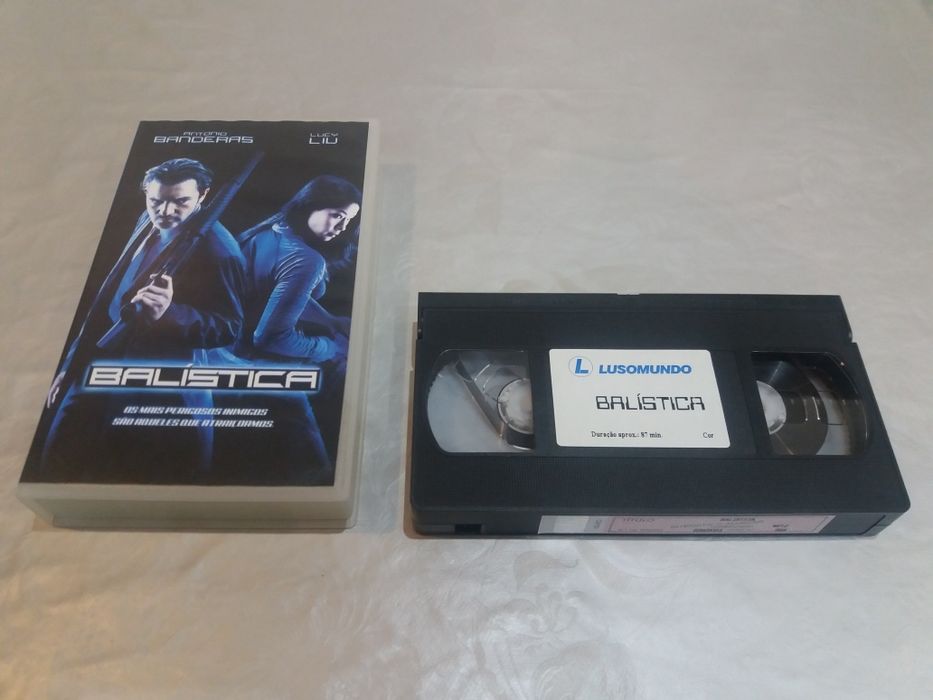 ANTONIO
BANDERAS
LUCY
LIU
BALÍSTICA
OS MAIS PERIGOSOS INIMIGOS
SÃO AQUELES QUE ATRAIÇOAMOS.
L LUSOMUNDO
BALÍSTICA
Duração aprox.: 87 min. Cor
TÍTULO